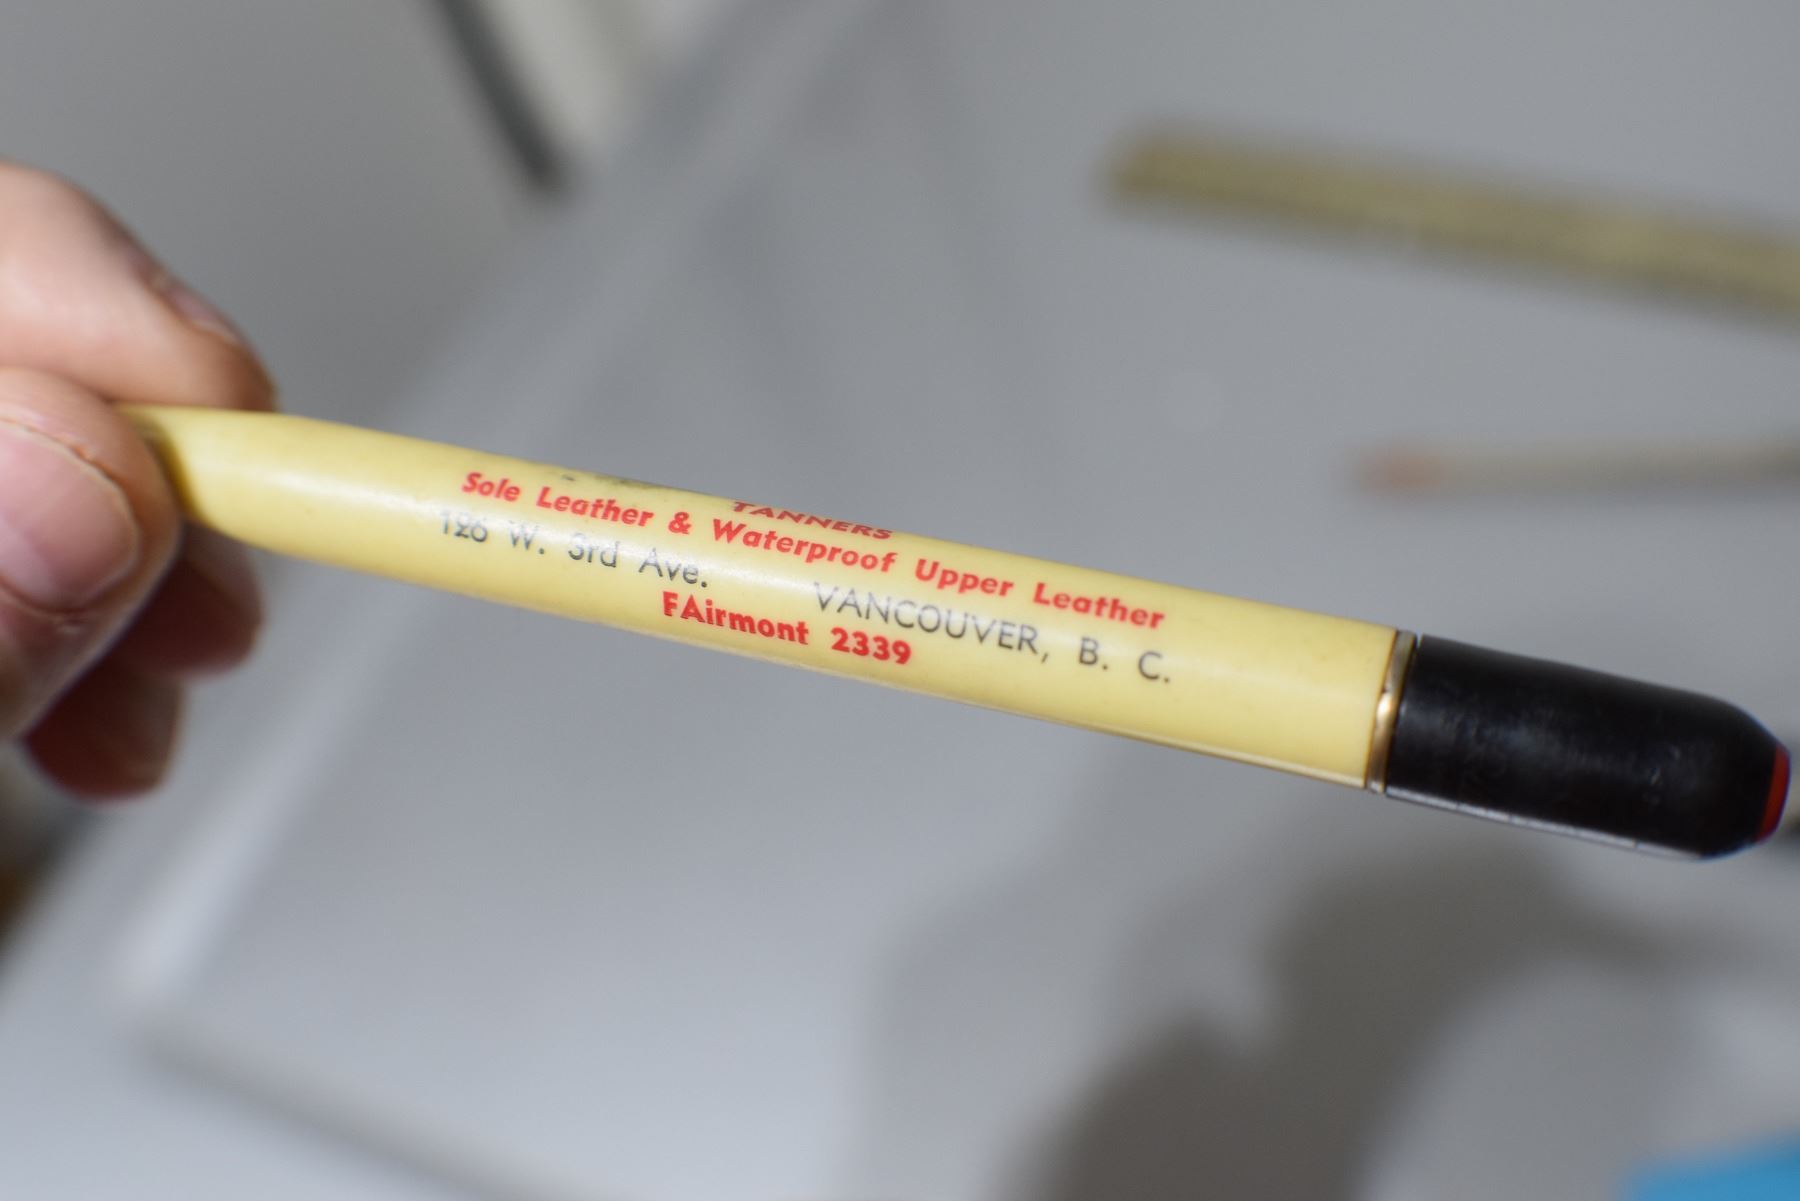 TANNERS
Sole Leather & Waterproof Upper Leather
126 W. 3rd Ave. VANCOUVER, B. C.
FAirmont 2339